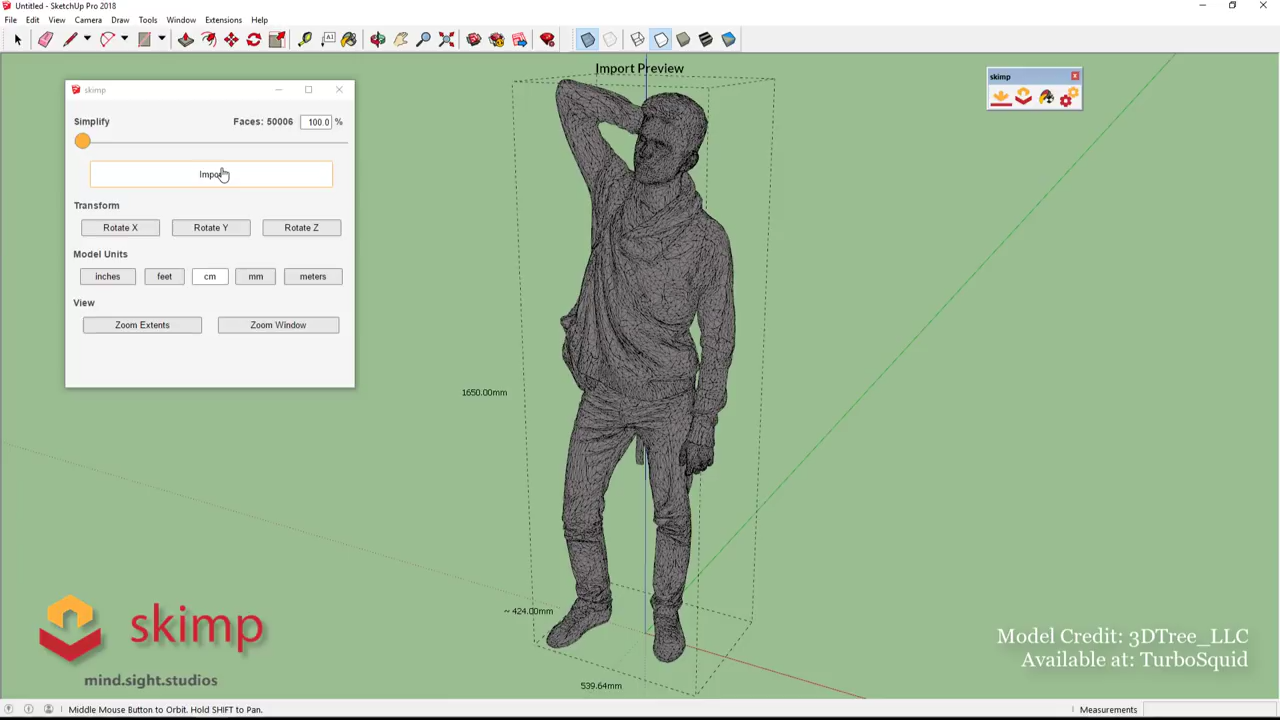 Untitled - SketchUp Pro 2018
File Edit View Camera Draw Tools Window Extensions Help
Import Preview
skimp
Simplify Faces: 50006 100.0 %
Import
Transform
Rotate X Rotate Y Rotate Z
Model Units
inches feet cm mm meters
View
Zoom Extents Zoom Window
skimp
1650.00mm
~ 424.00mm
539.64mm
skimp
mind.sight.studios
Model Credit: 3DTree_LLC
Available at: TurboSquid
Middle Mouse Button to Orbit. Hold SHIFT to Pan.
Measurements